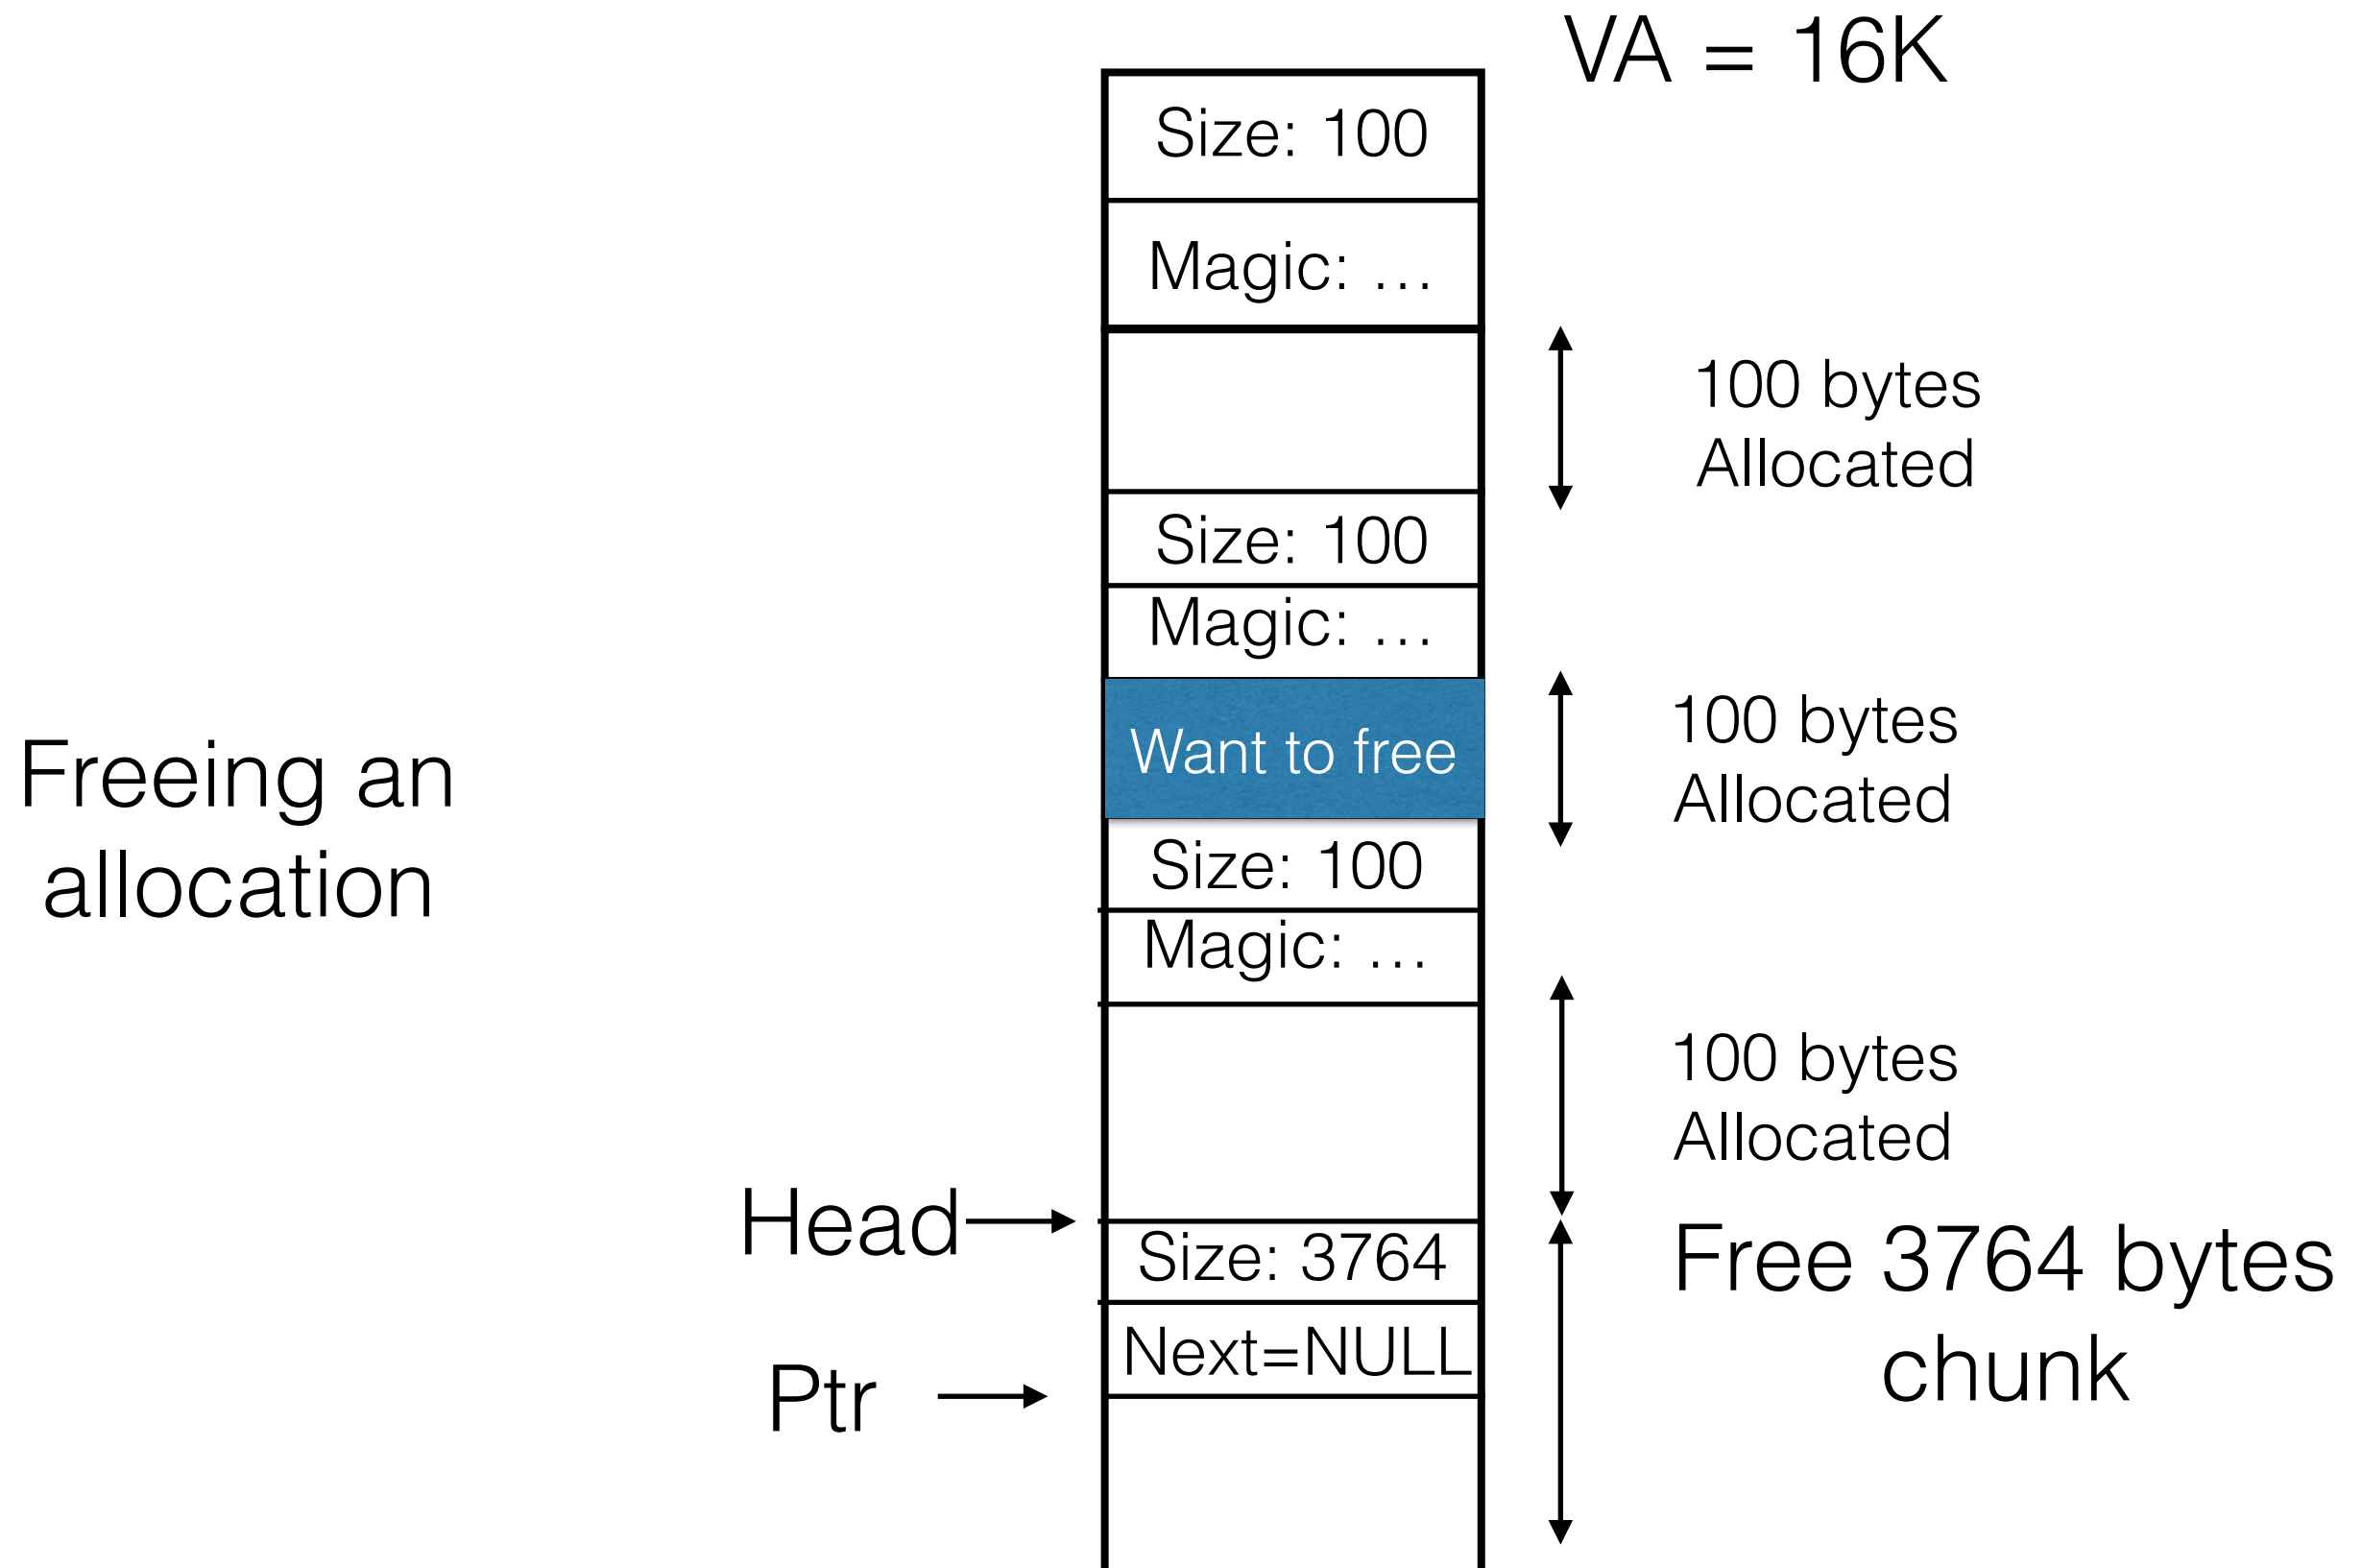 VA = 16K
Size: 100
Magic: …
100 bytes
Allocated
Size: 100
Magic: …
Want to free
100 bytes
Allocated
Freeing an
allocation
Size: 100
Magic: …
100 bytes
Allocated
Head
Size: 3764
Free 3764 bytes
chunk
Next=NULL
Ptr